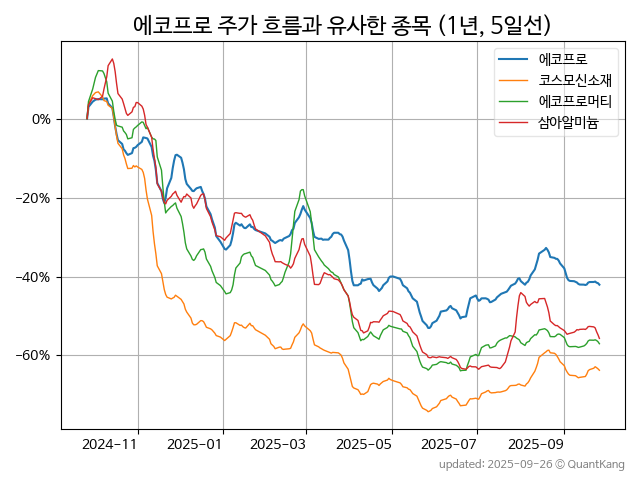 에코프로 주가 흐름과 유사한 종목 (1년, 5일선)
에코프로
코스모신소재
에코프로머티
삼아알미늄
0%
−20%
−40%
−60%
2024-11
2025-01
2025-03
2025-05
2025-07
2025-09
updated: 2025-09-26 © QuantKang